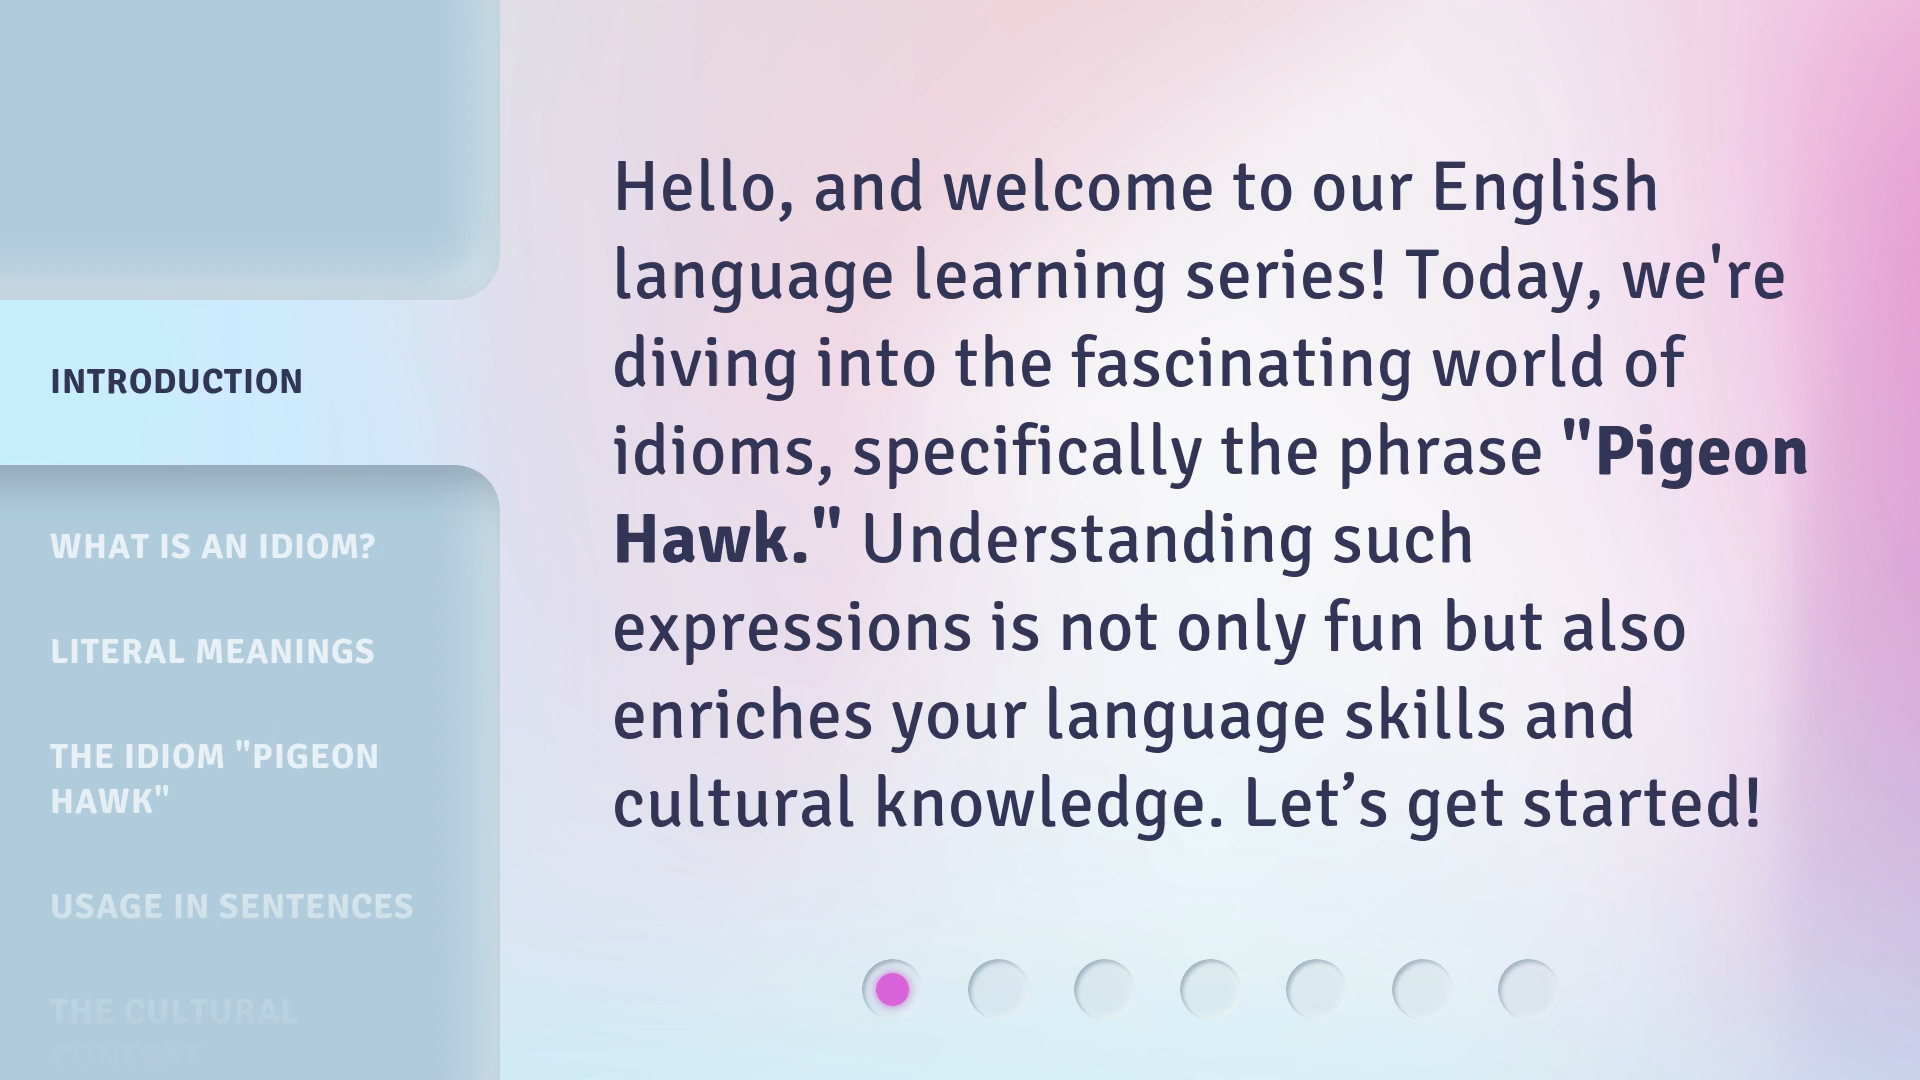 INTRODUCTION
WHAT IS AN IDIOM?
LITERAL MEANINGS
THE IDIOM "PIGEON
HAWK"
USAGE IN SENTENCES
THE CULTURAL
CONTEXT
Hello, and welcome to our English
language learning series! Today, we're
diving into the fascinating world of
idioms, specifically the phrase "Pigeon
Hawk." Understanding such
expressions is not only fun but also
enriches your language skills and
cultural knowledge. Let’s get started!